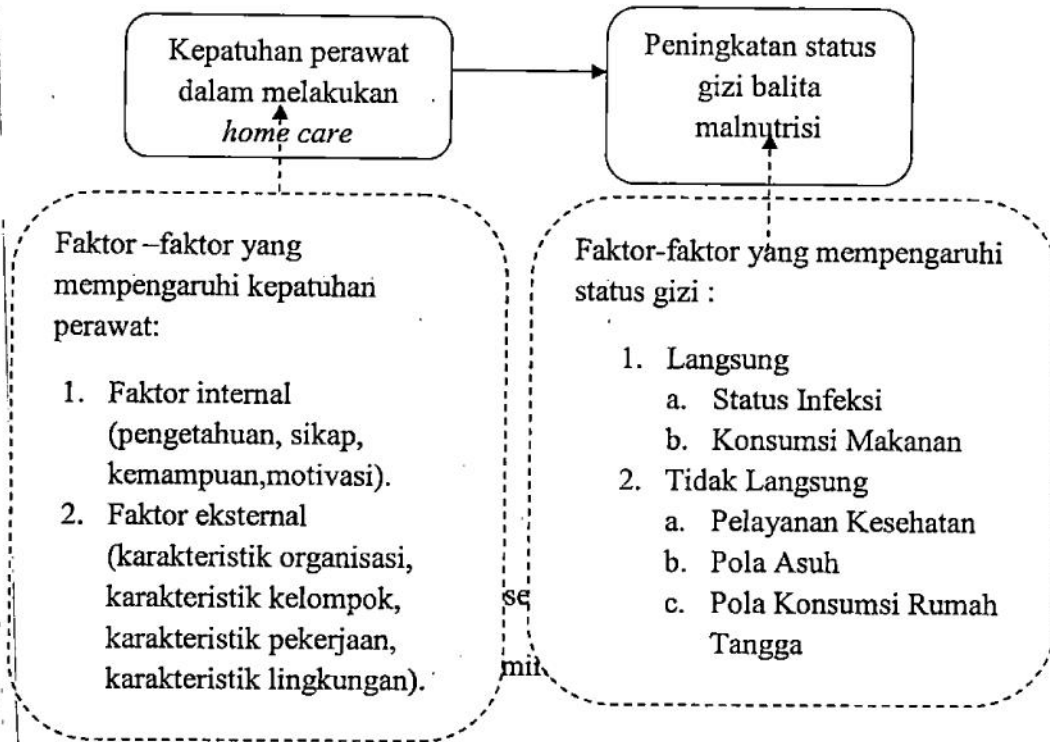 Kepatuhan perawat
dalam melakukan
home care
Peningkatan status
gizi balita
malnutrisi
Faktor –faktor yang
mempengaruhi kepatuhan
perawat:
1. Faktor internal
(pengetahuan, sikap,
kemampuan,motivasi).
2. Faktor eksternal
(karakteristik organisasi,
karakteristik kelompok,
karakteristik pekerjaan,
karakteristik lingkungan).
Faktor-faktor yang mempengaruhi
status gizi :
1. Langsung
a. Status Infeksi
b. Konsumsi Makanan
2. Tidak Langsung
a. Pelayanan Kesehatan
b. Pola Asuh
c. Pola Konsumsi Rumah
Tangga
se